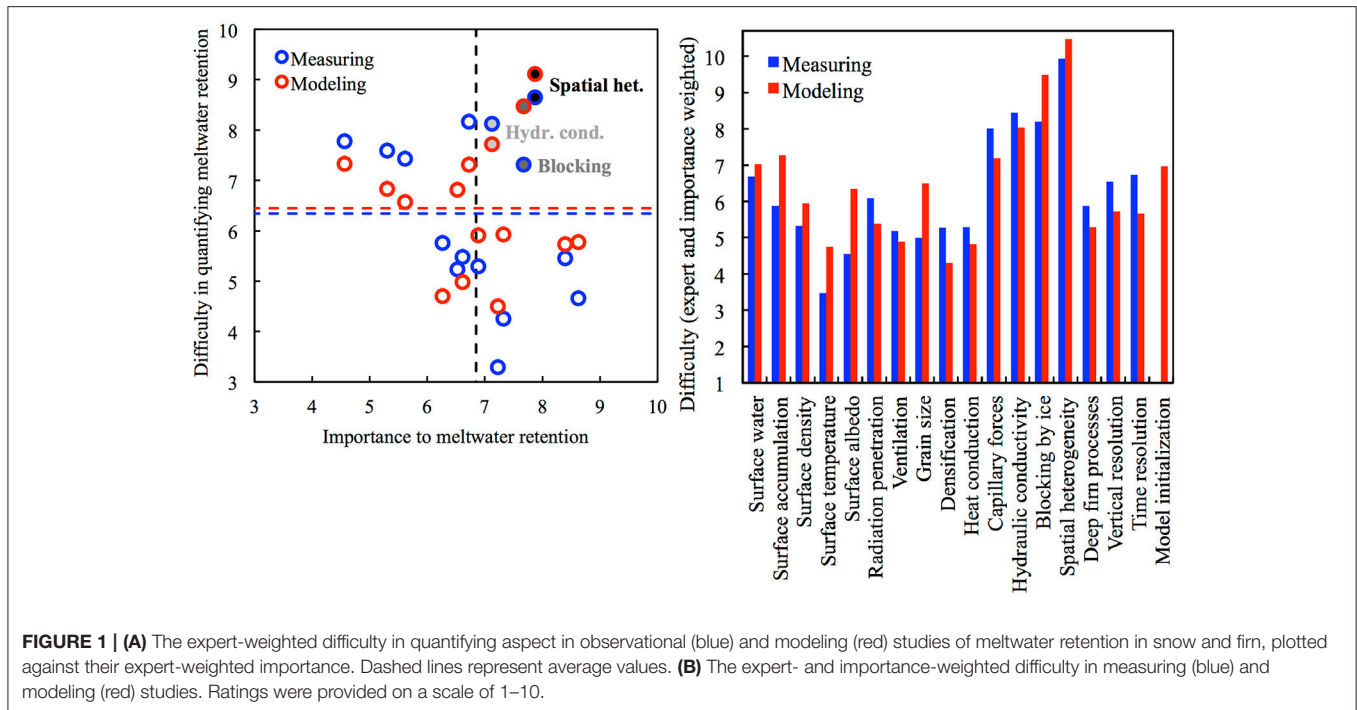 10
9
8
7
6
5
4
3
3 4 5 6 7 8 9 10
Difficulty in quantifying meltwater retention
Importance to meltwater retention
Measuring
Modeling
Spatial het.
Hydr. cond.
Blocking
10
9
8
7
6
5
4
3
2
1
Difficulty (expert and importance weighted)
Measuring
Modeling
Surface water
Surface accumulation
Surface density
Surface temperature
Surface albedo
Radiation penetration
Ventilation
Grain size
Densification
Heat conduction
Capillary forces
Hydraulic conductivity
Blocking by ice
Spatial heterogeneity
Deep firn processes
Vertical resolution
Time resolution
Model initialization
FIGURE 1 | (A) The expert-weighted difficulty in quantifying aspect in observational (blue) and modeling (red) studies of meltwater retention in snow and firn, plotted
against their expert-weighted importance. Dashed lines represent average values. (B) The expert- and importance-weighted difficulty in measuring (blue) and
modeling (red) studies. Ratings were provided on a scale of 1–10.